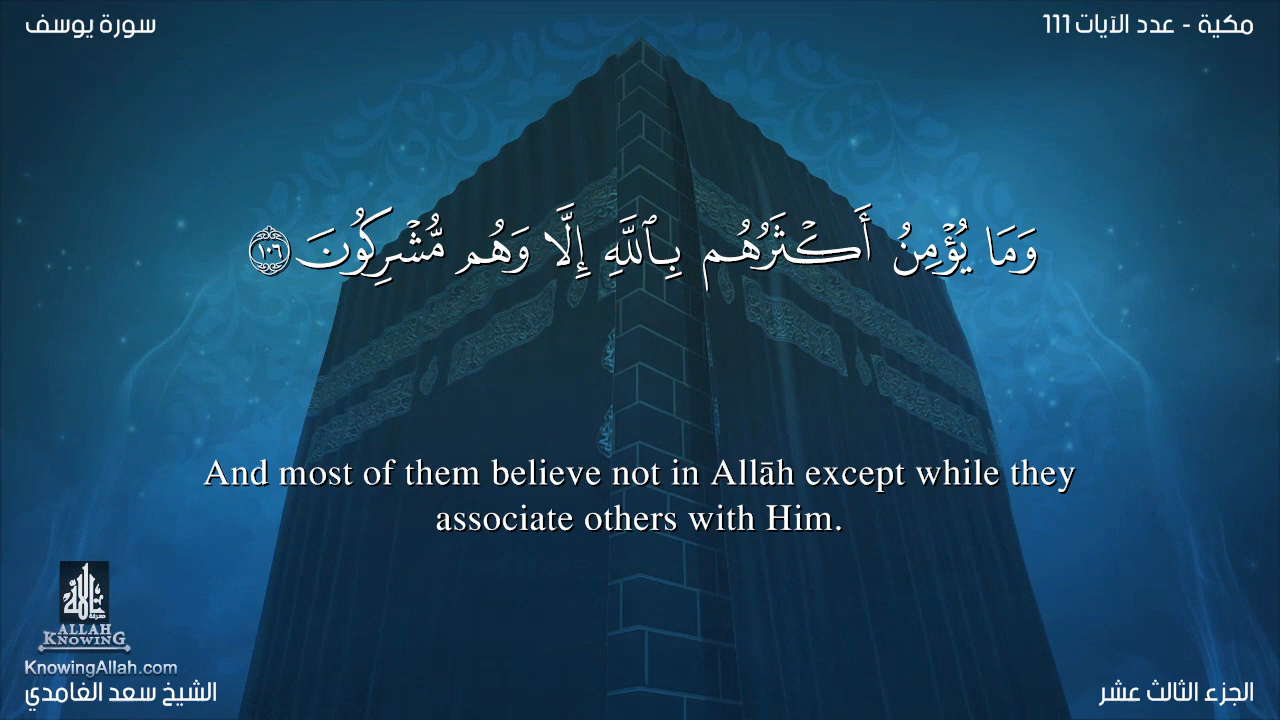 مكية - عدد الآيات 111
سورة يوسف
وَمَا يُؤْمِنُ أَكْثَرُهُم بِٱللَّهِ إِلَّا وَهُم مُّشْرِكُونَ ١٠٦
And most of them believe not in Allāh except while they
associate others with Him.
ALLAH
KNOWING
KnowingAllah.com
الجزء الثالث عشر
الشيخ سعد الغامدي